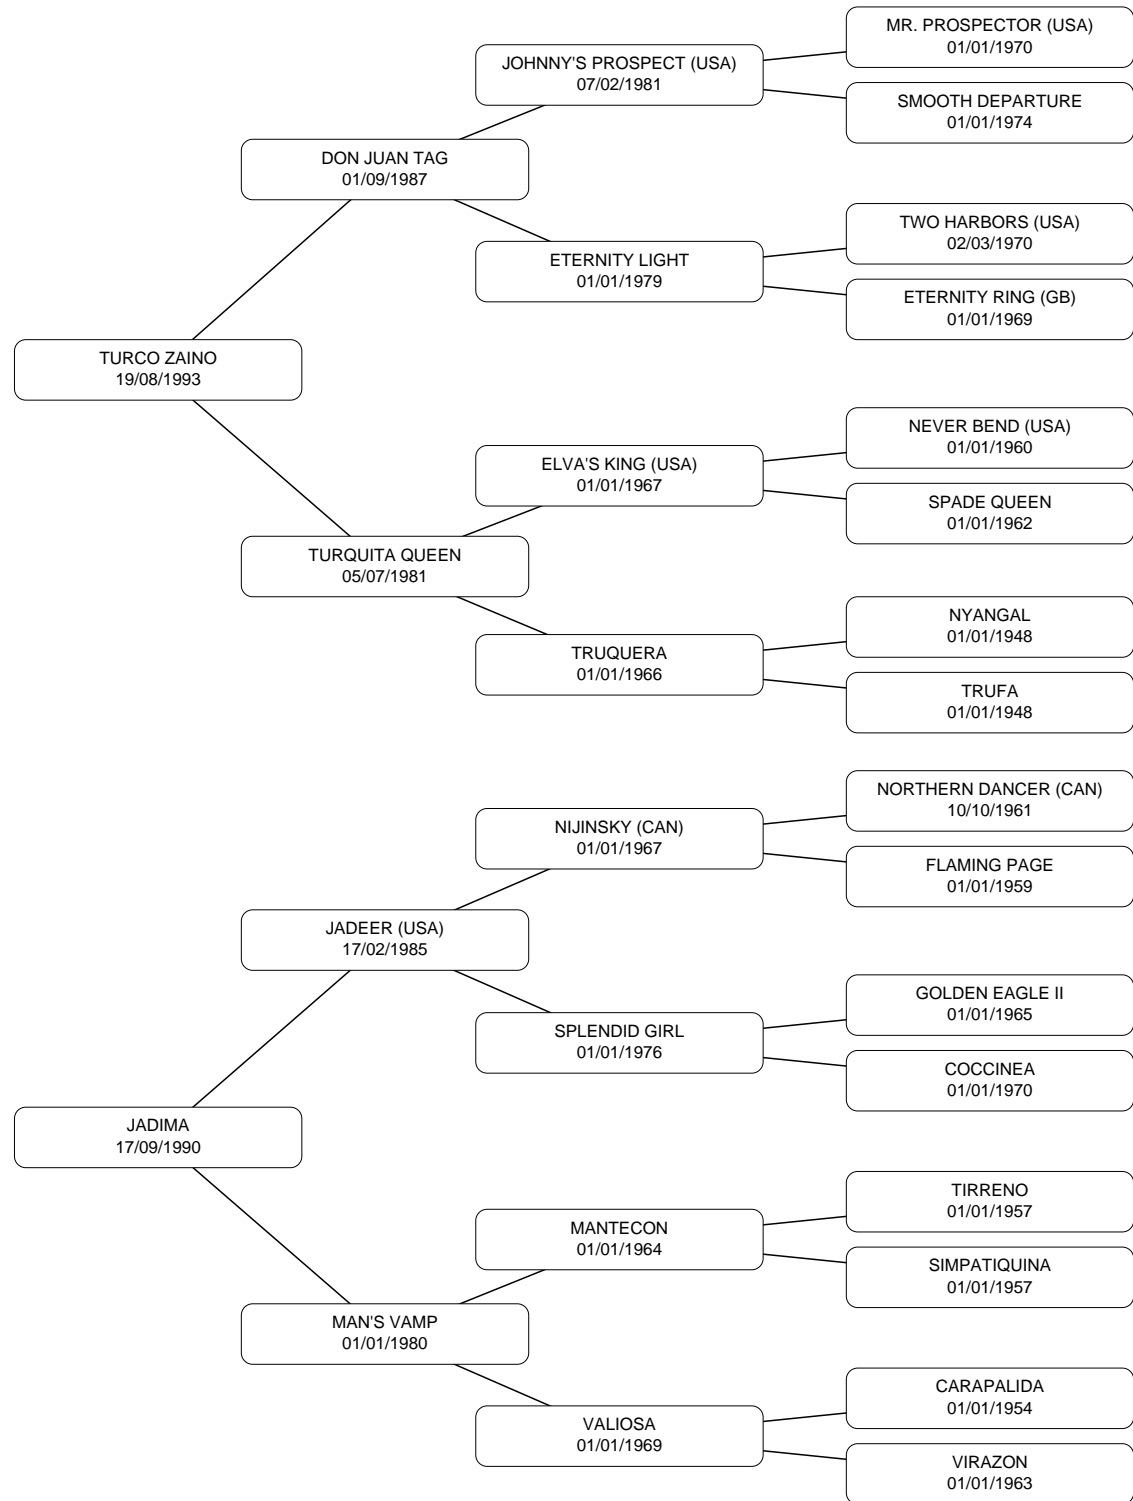 MR. PROSPECTOR (USA)
01/01/1970
JOHNNY'S PROSPECT (USA)
07/02/1981
SMOOTH DEPARTURE
01/01/1974
DON JUAN TAG
01/09/1987
TWO HARBORS (USA)
02/03/1970
ETERNITY LIGHT
01/01/1979
ETERNITY RING (GB)
01/01/1969
TURCO ZAINO
19/08/1993
NEVER BEND (USA)
01/01/1960
ELVA'S KING (USA)
01/01/1967
SPADE QUEEN
01/01/1962
TURQUITA QUEEN
05/07/1981
NYANGAL
01/01/1948
TRUQUERA
01/01/1966
TRUFA
01/01/1948
NORTHERN DANCER (CAN)
10/10/1961
NIJINSKY (CAN)
01/01/1967
FLAMING PAGE
01/01/1959
JADEER (USA)
17/02/1985
GOLDEN EAGLE II
01/01/1965
SPLENDID GIRL
01/01/1976
COCCINEA
01/01/1970
JADIMA
17/09/1990
TIRRENO
01/01/1957
MANTECON
01/01/1964
SIMPATIQUINA
01/01/1957
MAN'S VAMP
01/01/1980
CARAPALIDA
01/01/1954
VALIOSA
01/01/1969
VIRAZON
01/01/1963